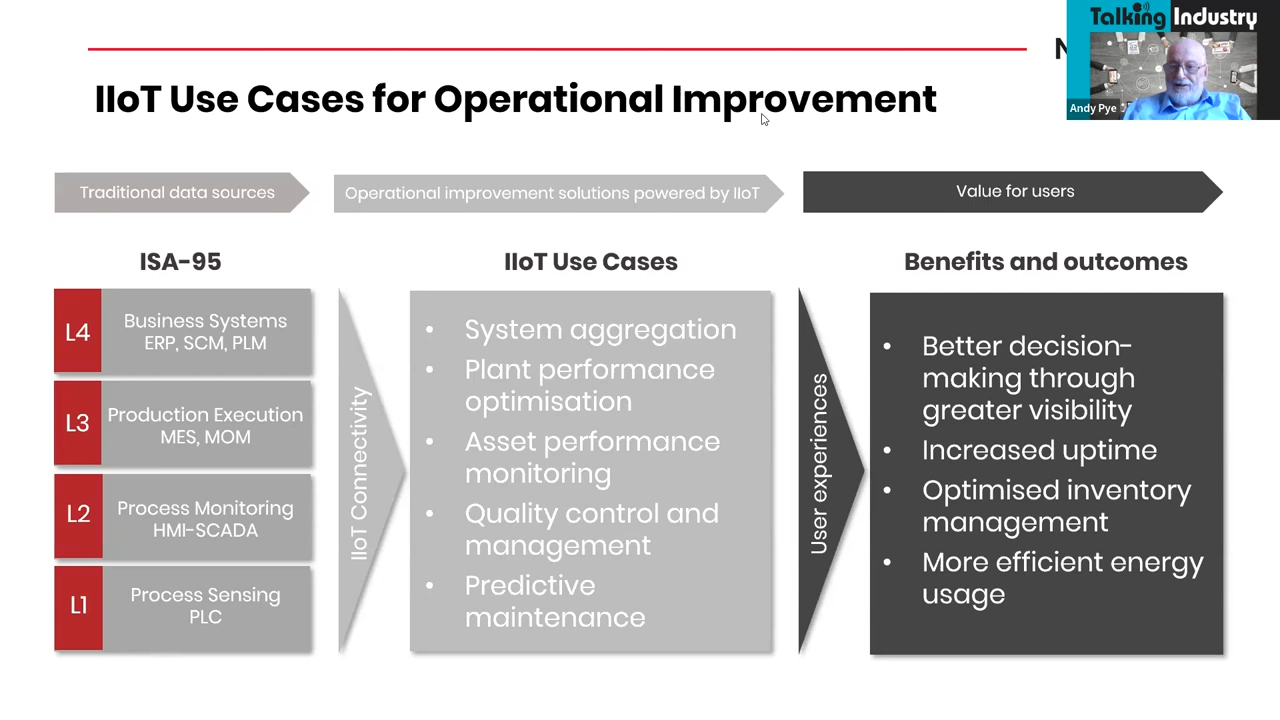 Talking Industry
N
Andy Pye
IIoT Use Cases for Operational Improvement
Traditional data sources
Operational improvement solutions powered by IIoT
Value for users
ISA-95
IIoT Use Cases
Benefits and outcomes
L4
Business Systems
ERP, SCM, PLM
L3
Production Execution
MES, MOM
L2
Process Monitoring
HMI-SCADA
L1
Process Sensing
PLC
IIoT Connectivity
• System aggregation
• Plant performance
optimisation
• Asset performance
monitoring
• Quality control and
management
• Predictive
maintenance
User experiences
• Better decision-
making through
greater visibility
• Increased uptime
• Optimised inventory
management
• More efficient energy
usage